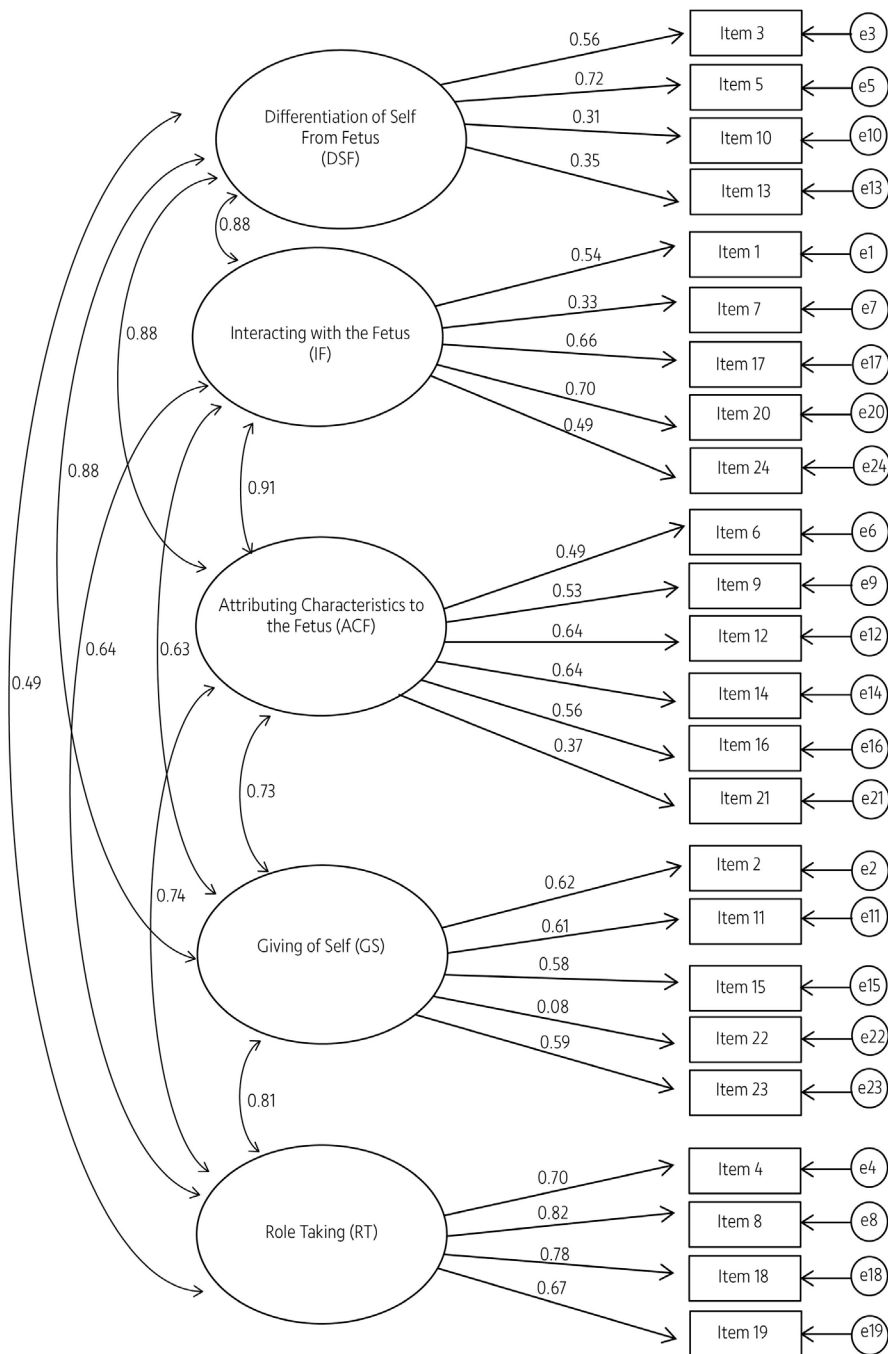 0.56
Item 3
e3
0.72
Item 5
e5
Differentiation of Self
From Fetus
(DSF)
0.31
Item 10
e10
0.35
Item 13
e13
0.88
0.54
Item 1
e1
0.33
Item 7
e7
Interacting with the Fetus
(IF)
0.66
Item 17
e17
0.70
Item 20
e20
0.49
Item 24
e24
0.88
0.88
0.91
0.49
Item 6
e6
0.53
Item 9
e9
Attributing Characteristics to
the Fetus (ACF)
0.64
Item 12
e12
0.64
Item 14
e14
0.56
Item 16
e16
0.37
Item 21
e21
0.49
0.64
0.63
0.73
0.74
0.62
Item 2
e2
0.61
Item 11
e11
Giving of Self (GS)
0.58
Item 15
e15
0.08
Item 22
e22
0.59
Item 23
e23
0.81
0.70
Item 4
e4
0.82
Item 8
e8
Role Taking (RT)
0.78
Item 18
e18
0.67
Item 19
e19